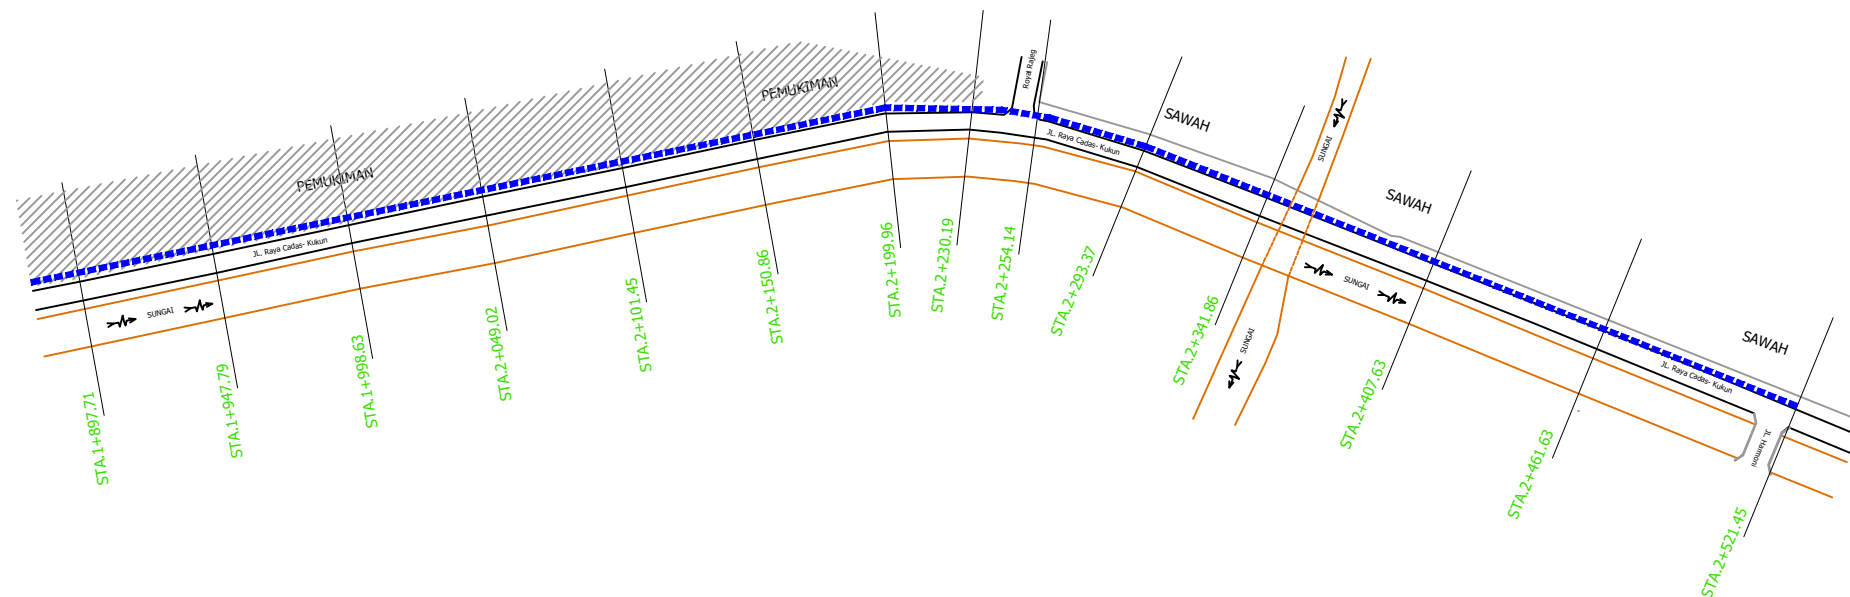 PEMUKIMAN
PEMUKIMAN
Royal Rajeg
SAWAH
SAWAH
SAWAH
JL. Raya Cadas- Kukun
JL. Raya Cadas- Kukun
JL. Raya Cadas- Kukun
SUNGAI
SUNGAI
SUNGAI
SUNGAI
JL. Harmoni
STA.1+897.71
STA.1+947.79
STA.1+998.63
STA.2+049.02
STA.2+101.45
STA.2+150.86
STA.2+199.96
STA.2+230.19
STA.2+254.14
STA.2+293.37
STA.2+341.86
STA.2+407.63
STA.2+461.63
STA.2+521.45